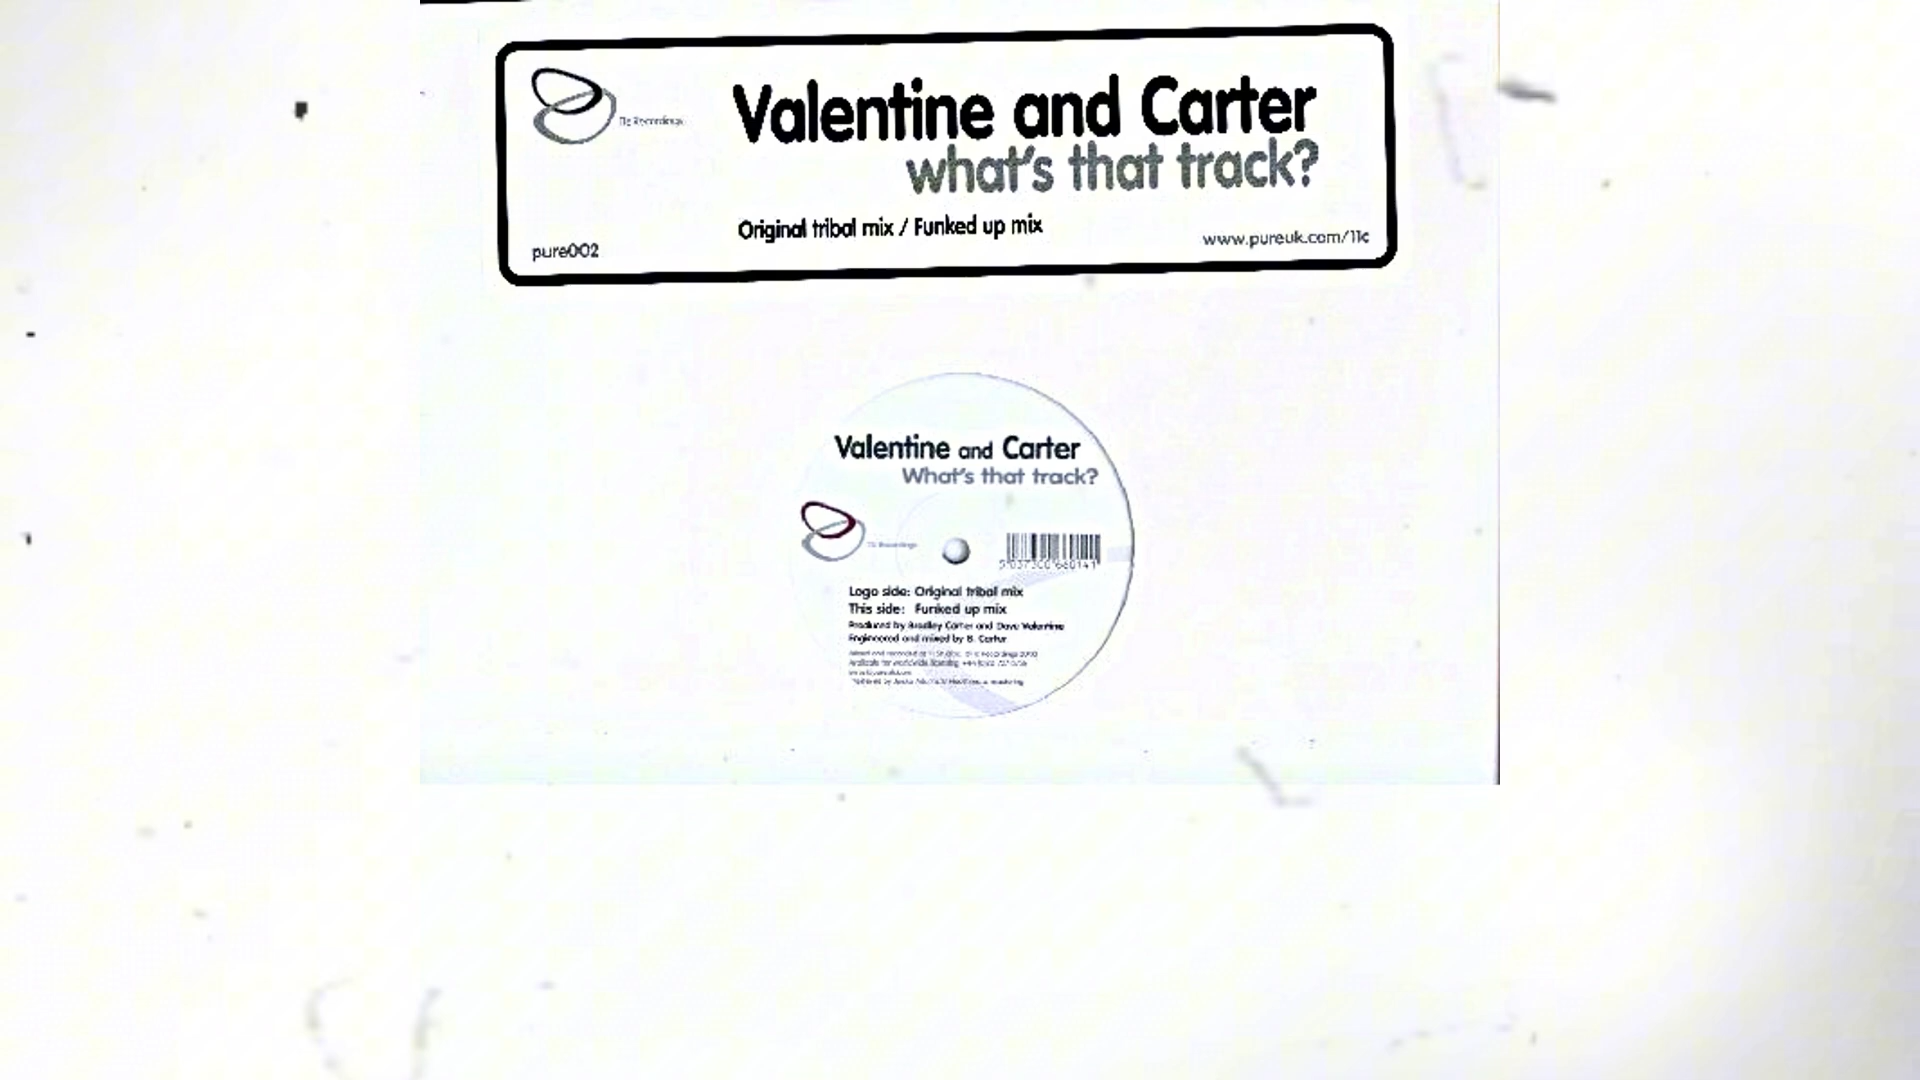 11c Recordings
Valentine and Carter
what's that track?
Original tribal mix / Funked up mix
pure002
www.pureuk.com/11c
Valentine and Carter
What's that track?
Logo side: Original tribal mix
This side: Funked up mix
Produced by Bradley Carter and Dave Valentine
Engineered and mixed by B. Carter